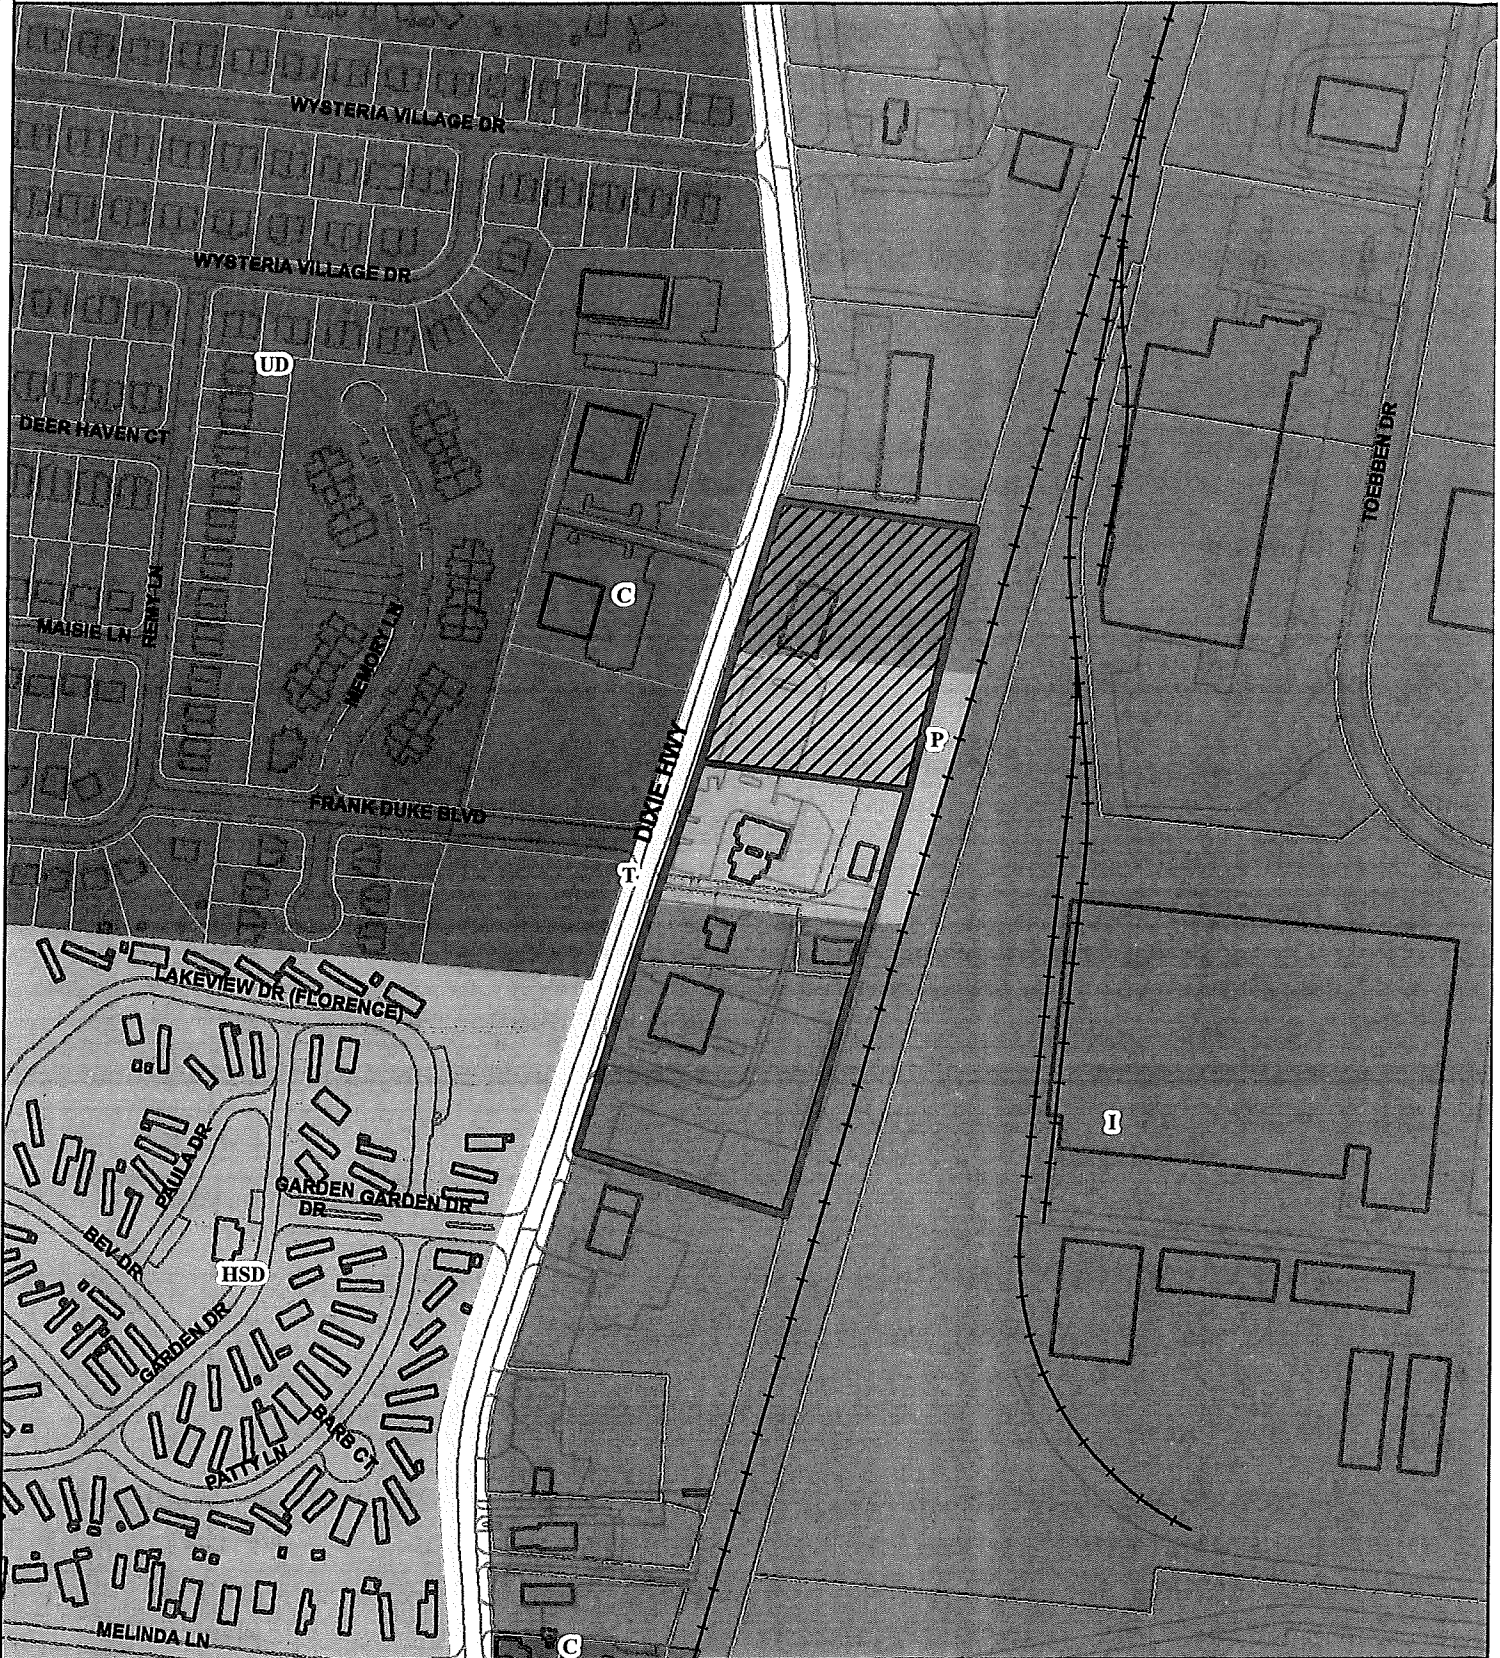 WYSTERIA VILLAGE DR
WYSTERIA VILLAGE DR
UD
DEER HAVEN CT
TOEBBEN DR
REMY LN
C
MAISIE LN
MEMORY LN
DIXIE HWY
P
FRANK DUKE BLVD
T
LAKEVIEW DR (FLORENCE)
I
PAULA DR
GARDEN
DR
GARDEN DR
BEV DR
HSD
GARDEN DR
BARB CT
PATTY LN
MELINDA LN
C